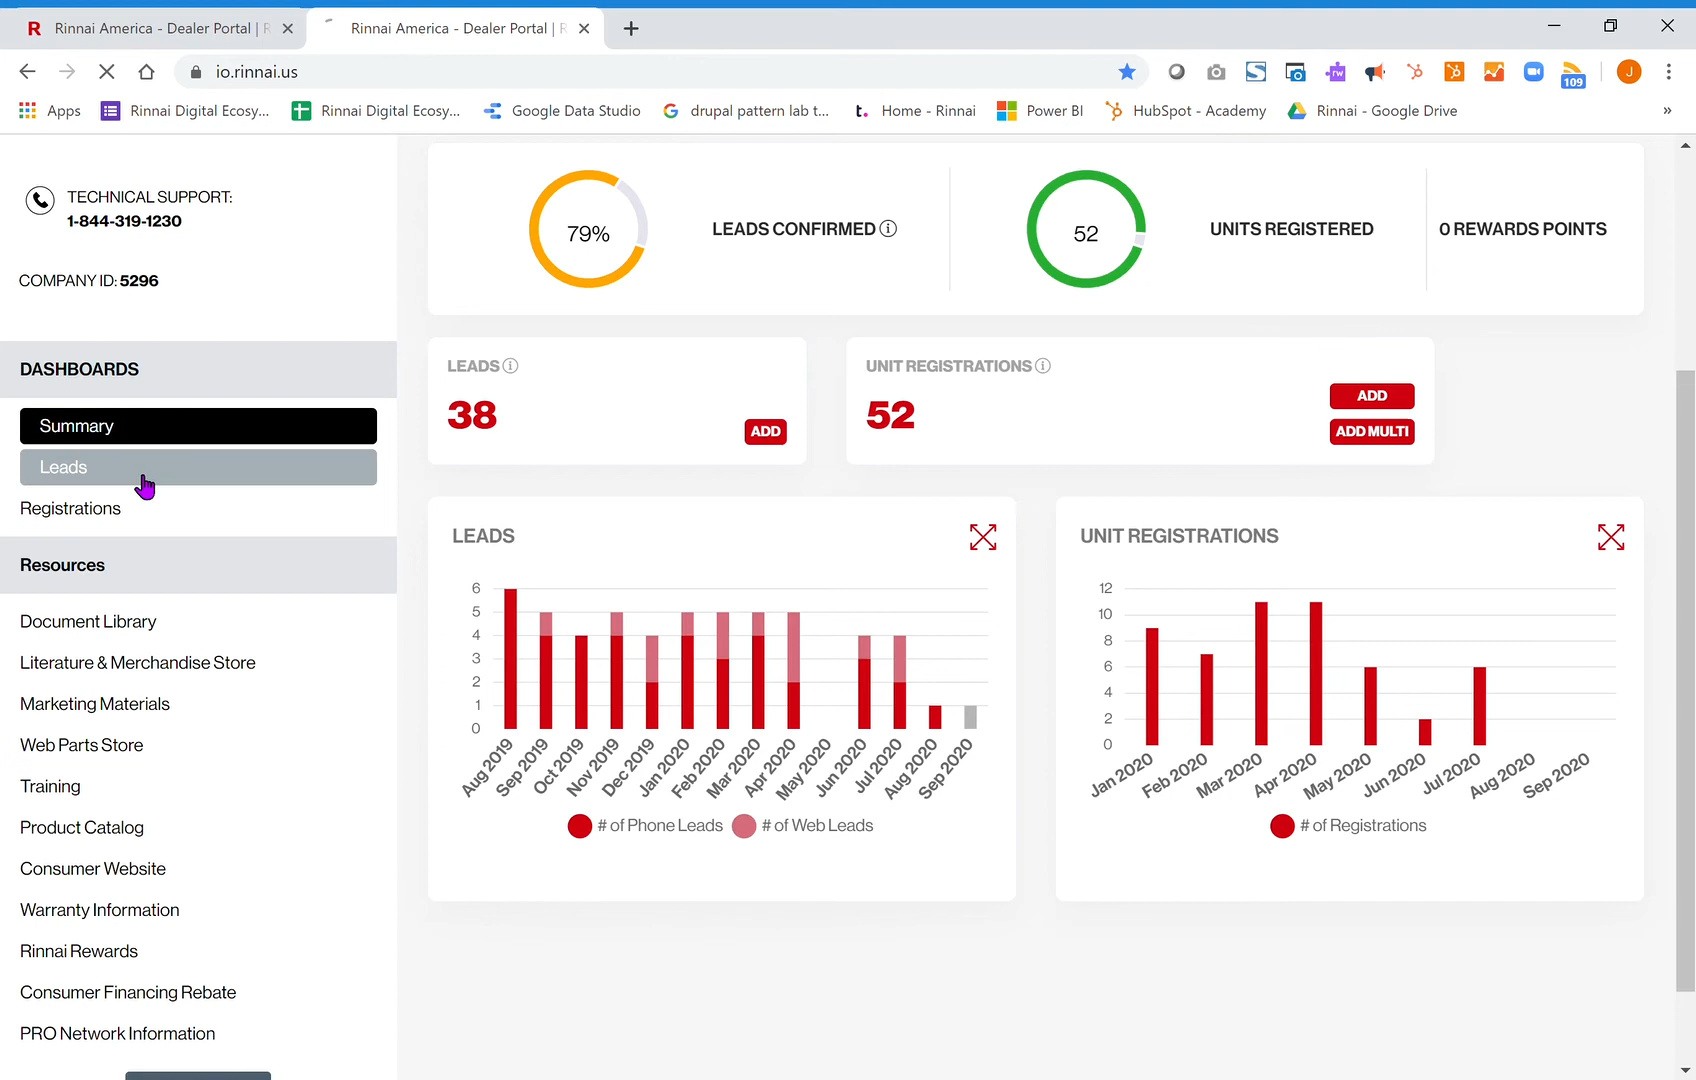 Rinnai America - Dealer Portal | R
Rinnai America - Dealer Portal | R
io.rinnai.us
109
J
Apps
Rinnai Digital Ecosy...
Rinnai Digital Ecosy...
Google Data Studio
drupal pattern lab t...
Home - Rinnai
Power BI
HubSpot - Academy
Rinnai - Google Drive
»
TECHNICAL SUPPORT:
1-844-319-1230
COMPANY ID: 5296
DASHBOARDS
Summary
Leads
Registrations
Resources
Document Library
Literature & Merchandise Store
Marketing Materials
Web Parts Store
Training
Product Catalog
Consumer Website
Warranty Information
Rinnai Rewards
Consumer Financing Rebate
PRO Network Information
79%
LEADS CONFIRMED
52
UNITS REGISTERED
0 REWARDS POINTS
LEADS
38
ADD
UNIT REGISTRATIONS
52
ADD
ADD MULTI
LEADS
6
5
4
3
2
1
0
Aug 2019
Sep 2019
Oct 2019
Nov 2019
Dec 2019
Jan 2020
Feb 2020
Mar 2020
Apr 2020
May 2020
Jun 2020
Jul 2020
Aug 2020
Sep 2020
# of Phone Leads
# of Web Leads
UNIT REGISTRATIONS
12
10
8
6
4
2
0
Jan 2020
Feb 2020
Mar 2020
Apr 2020
May 2020
Jun 2020
Jul 2020
Aug 2020
Sep 2020
# of Registrations